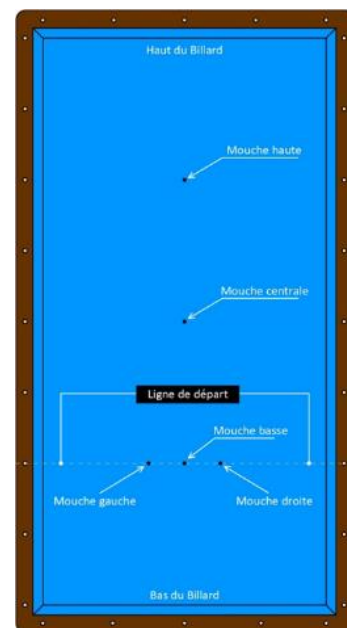 Haut du Billard
Mouche haute
Mouche centrale
Ligne de départ
Mouche basse
Mouche gauche
Mouche droite
Bas du Billard